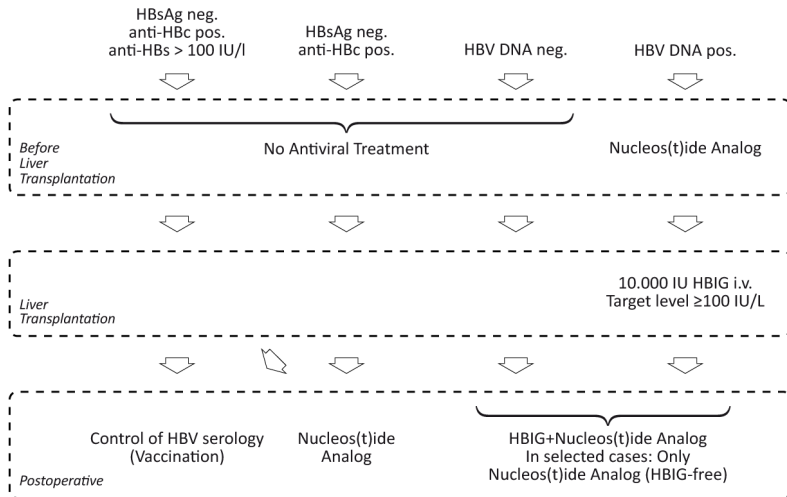 HBsAg neg.
anti-HBc pos.
anti-HBs > 100 IU/l
HBsAg neg.
anti-HBc pos.
HBV DNA neg.
HBV DNA pos.
Before
Liver
Transplantation
No Antiviral Treatment
Nucleos(t)ide Analog
Liver
Transplantation
10.000 IU HBIG i.v.
Target level ≥100 IU/L
Postoperative
Control of HBV serology
(Vaccination)
Nucleos(t)ide
Analog
HBIG+Nucleos(t)ide Analog
In selected cases: Only
Nucleos(t)ide Analog (HBIG-free)